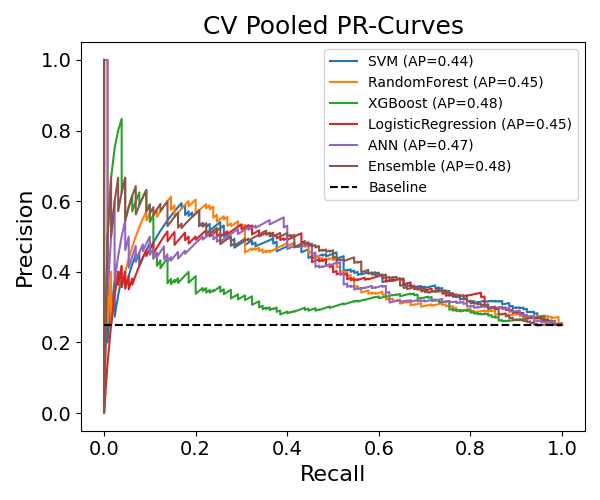 CV Pooled PR-Curves
SVM (AP=0.44)
RandomForest (AP=0.45)
XGBoost (AP=0.48)
LogisticRegression (AP=0.45)
ANN (AP=0.47)
Ensemble (AP=0.48)
Baseline
Precision
1.0
0.8
0.6
0.4
0.2
0.0
0.0 0.2 0.4 0.6 0.8 1.0
Recall